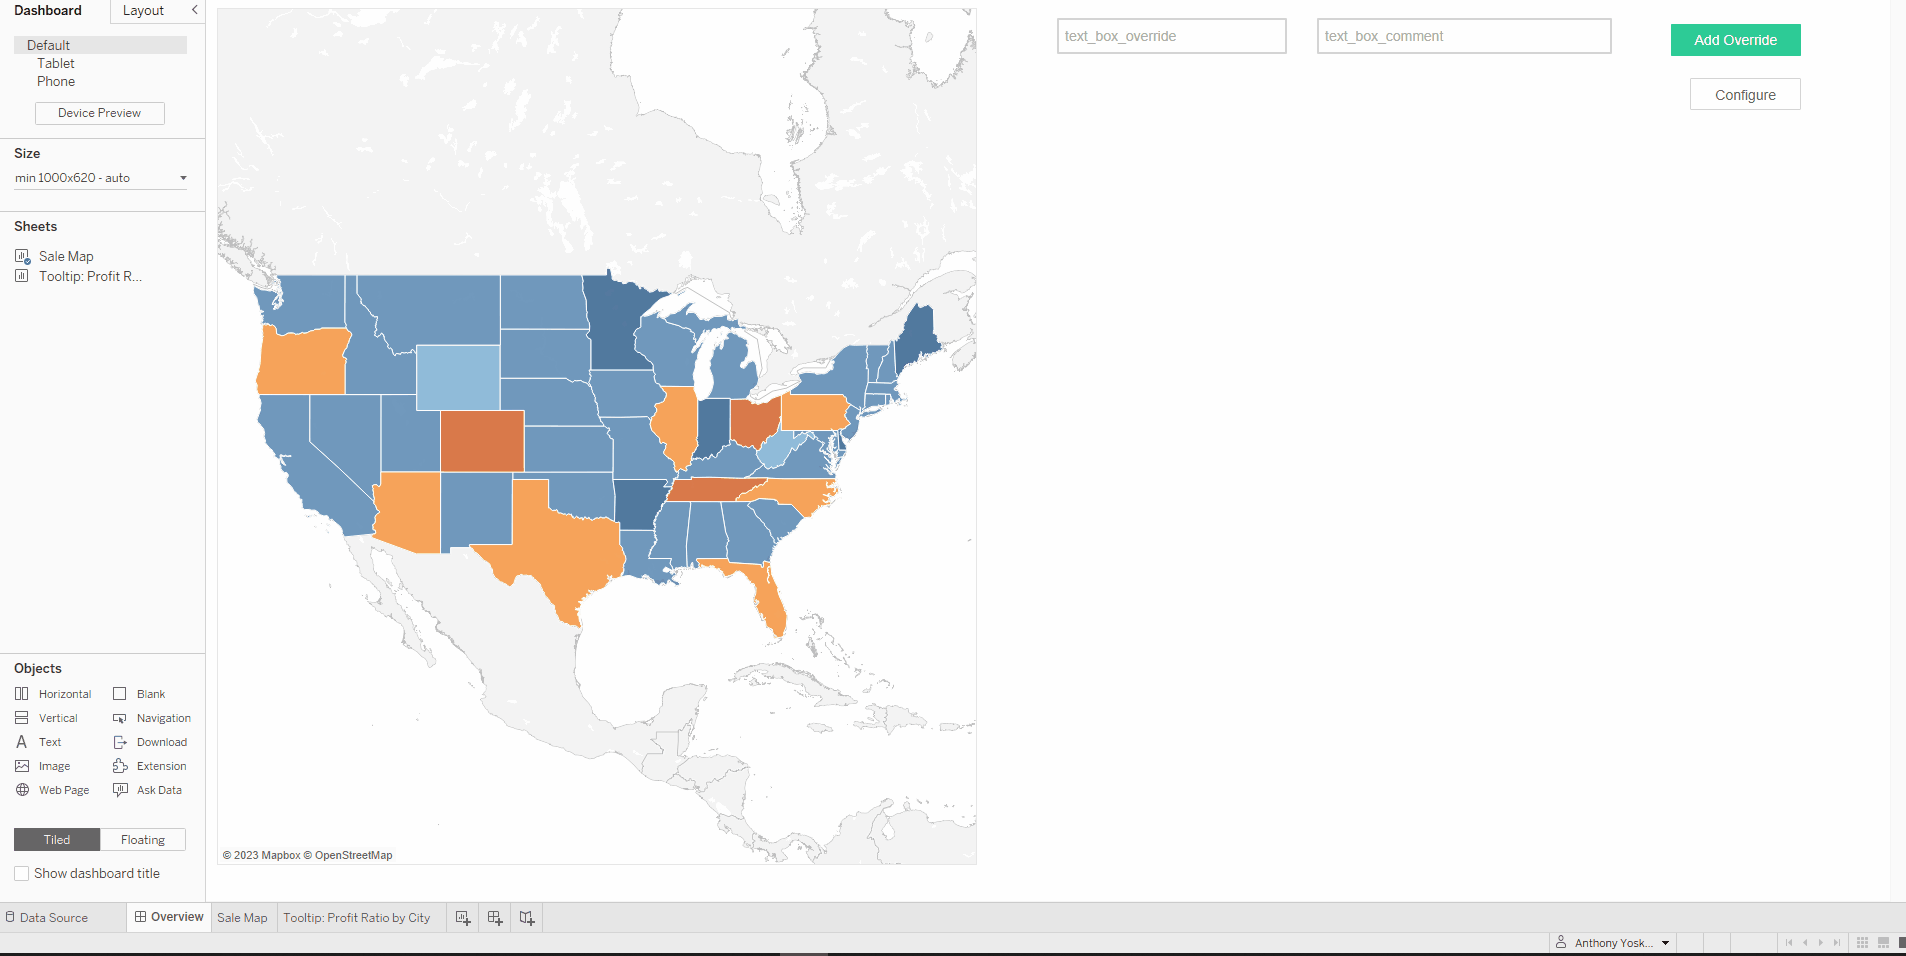 Dashboard
Layout
Default
Tablet
Phone
Device Preview
Size
min 1000x620 - auto
Sheets
Sale Map
Tooltip: Profit R...
Objects
Horizontal
Blank
Vertical
Navigation
Text
Download
Image
Extension
Web Page
Ask Data
Tiled
Floating
Show dashboard title
text_box_override
text_box_comment
Add Override
Configure
© 2023 Mapbox © OpenStreetMap
Data Source
Overview
Sale Map
Tooltip: Profit Ratio by City
Anthony Yosk...